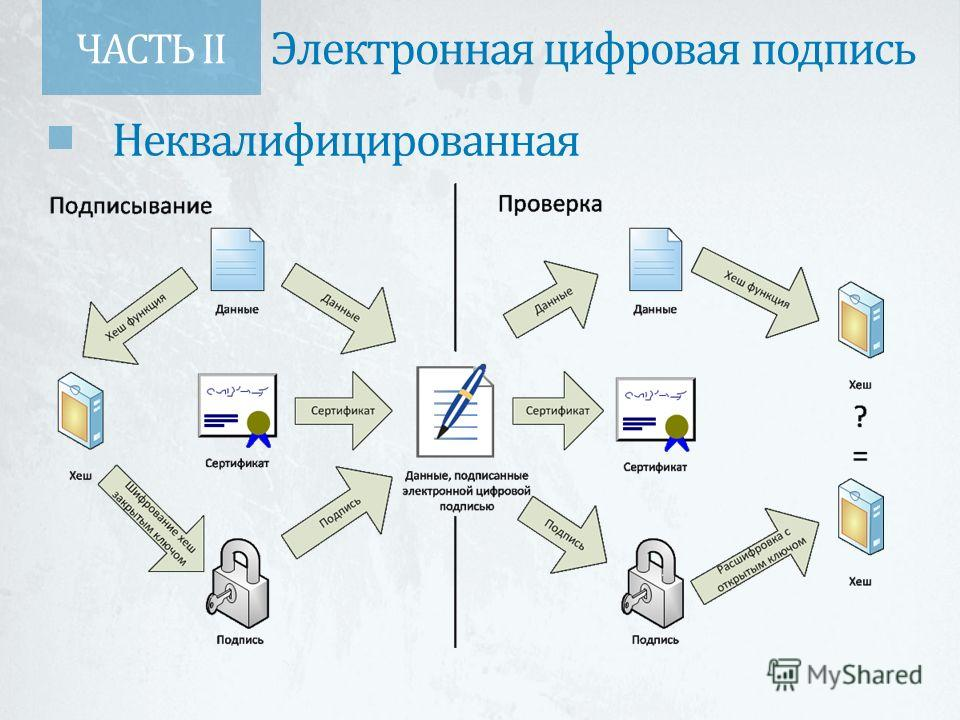 ЧАСТЬ II
Электронная цифровая подпись
Неквалифицированная
Подписывание
Данные
Хеш функция
Данные
Хеш
Сертификат
Сертификат
Шифрование хеш
закрытым ключом
Подпись
Подпись
Данные, подписанные
электронной цифровой
подписью
Проверка
Данные
Данные
Хеш функция
Хеш
?
=
Сертификат
Сертификат
Подпись
Подпись
Расшифровка с
открытым ключом
Хеш
MyShared